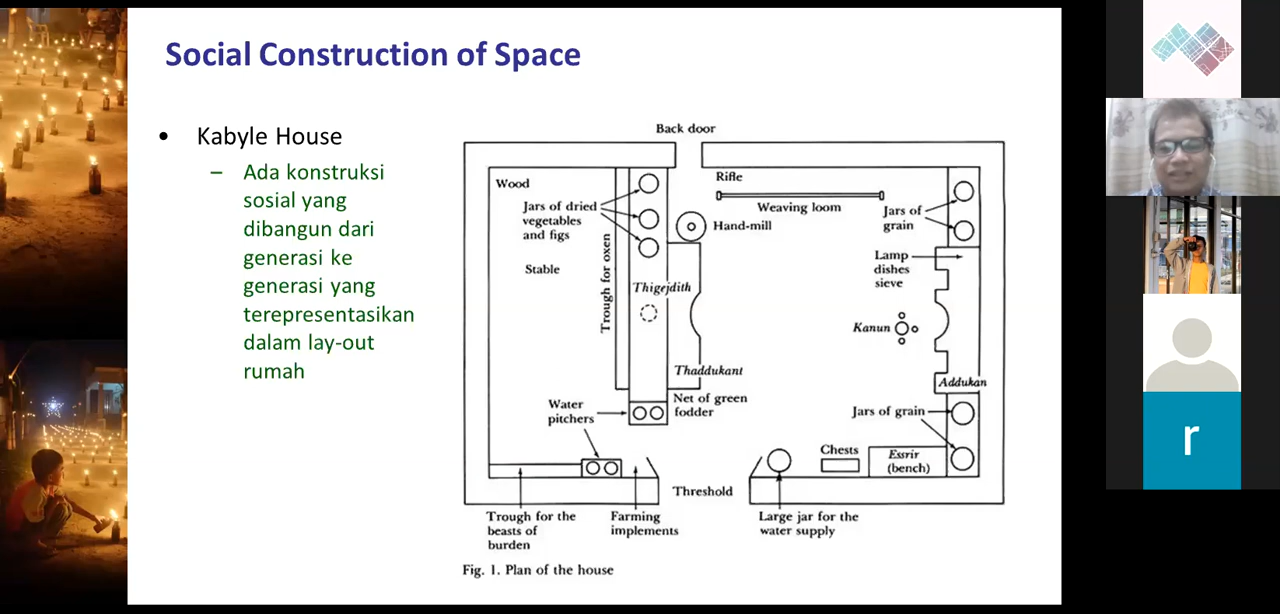 Social Construction of Space
• Kabyle House
– Ada konstruksi
sosial yang
dibangun dari
generasi ke
generasi yang
terepresentasikan
dalam lay-out
rumah
Back door
Wood
Jars of dried
vegetables
and figs
Stable
Trough for oxen
Thigejdith
Thaddukant
Water
pitchers
Net of green
fodder
Hand-mill
Rifle
Weaving loom
Jars of
grain
Lamp
dishes
sieve
Kanun
Addukan
Jars of grain
Chests
Essrir
(bench)
Threshold
Trough for the
beasts of
burden
Farming
implements
Large jar for the
water supply
Fig. 1. Plan of the house
r